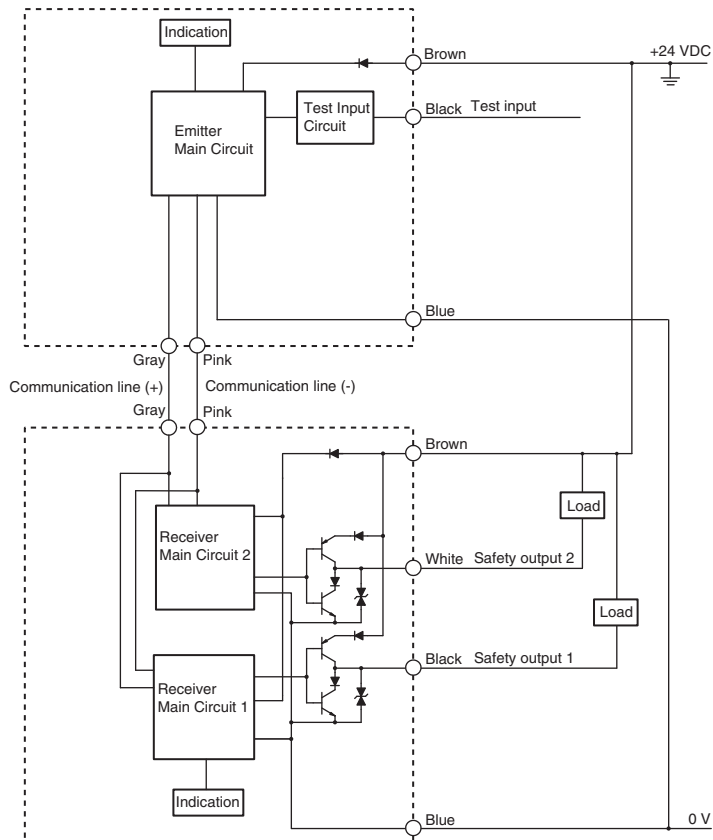 Indication
Brown
+24 VDC
Emitter
Main Circuit
Test Input
Circuit
Black Test input
Blue
Gray Pink
Communication line (+) Communication line (-)
Gray Pink
Brown
Load
Receiver
Main Circuit 2
White Safety output 2
Load
Receiver
Main Circuit 1
Black Safety output 1
Indication
Blue
0 V